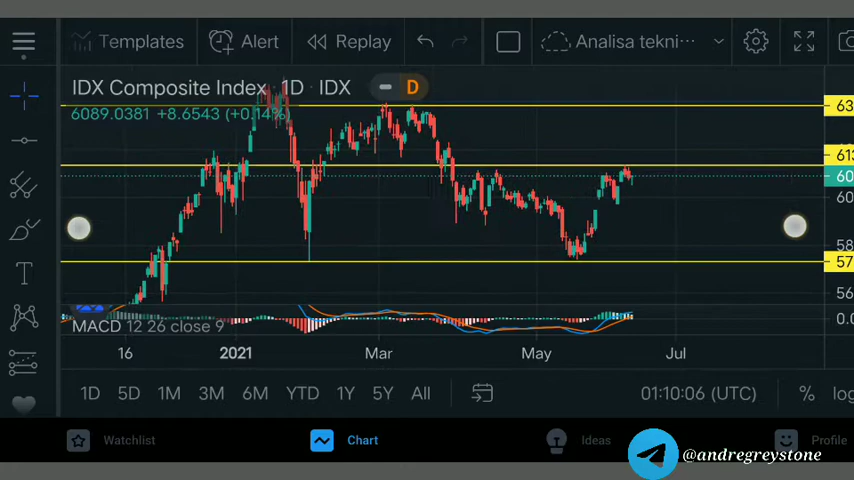 Templates Alert Replay Analisa tekni···
IDX Composite Index · 1D · IDX D
6089.0381 +8.6543 (+0.14%)
63
613
60
60
58
57
56
0.0
MACD 12 26 close 9
16 2021 Mar May Jul
1D 5D 1M 3M 6M YTD 1Y 5Y All 01:10:06 (UTC) % log
Watchlist Chart Ideas Profile
@andregreystone